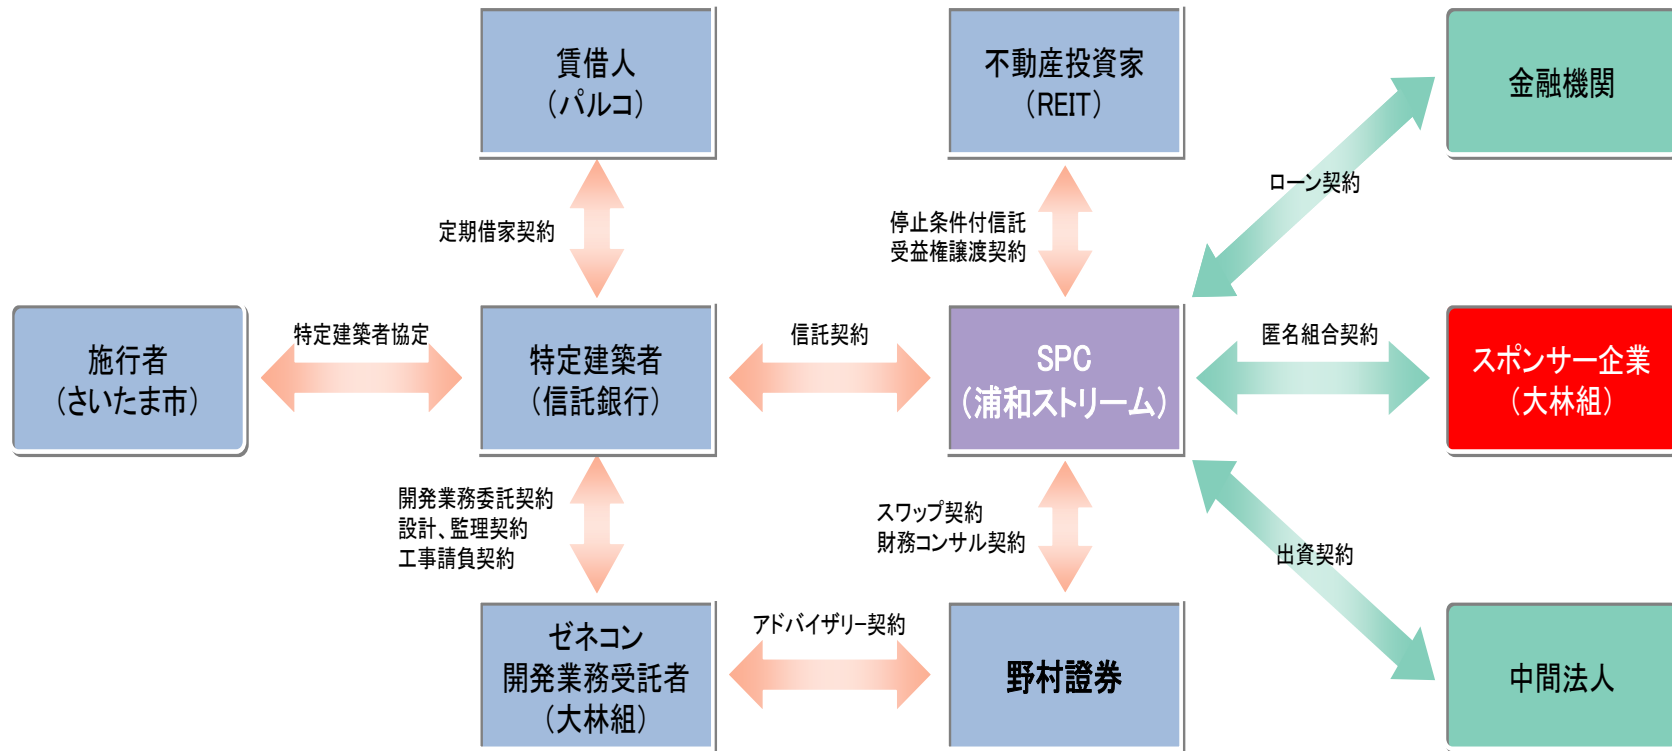 賃借人
（パルコ）
不動産投資家
（REIT）
金融機関
定期借家契約
停止条件付信託
受益権譲渡契約
ローン契約
施行者
（さいたま市）
特定建築者協定
特定建築者
（信託銀行）
信託契約
SPC
（浦和ストリーム）
匿名組合契約
スポンサー企業
（大林組）
開発業務委託契約
設計、監理契約
工事請負契約
スワップ契約
財務コンサル契約
出資契約
ゼネコン
開発業務受託者
（大林組）
アドバイザリー契約
野村證券
中間法人